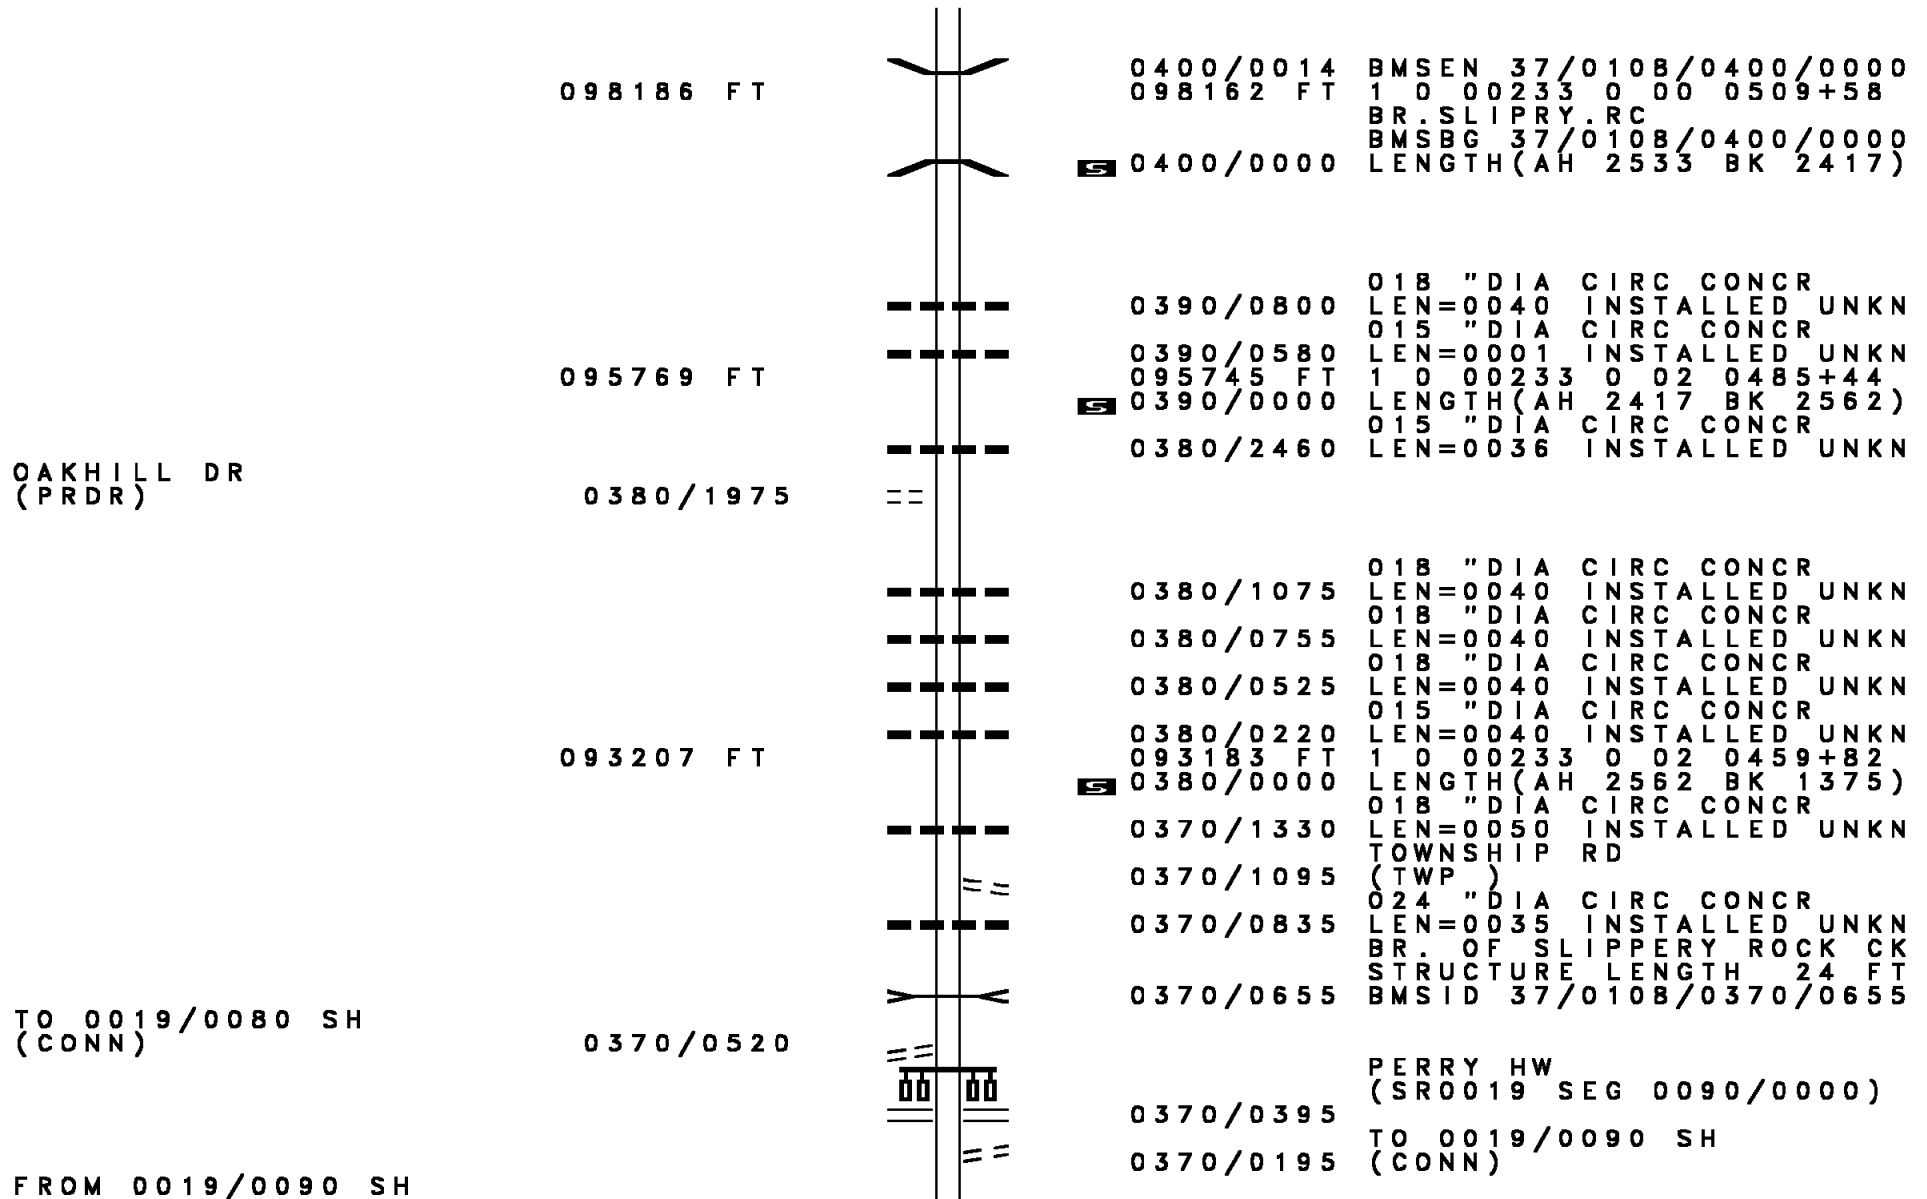 0400/0014 BMSEN 37/0108/0400/0000
098186 FT 098162 FT 1 0 00233 0 00 0509+58
BR.SLIPRY.RC
BMSBG 37/0108/0400/0000
S 0400/0000 LENGTH(AH 2533 BK 2417)
018 "DIA CIRC CONCR
0390/0800 LEN=0040 INSTALLED UNKN
015 "DIA CIRC CONCR
0390/0580 LEN=0001 INSTALLED UNKN
095769 FT 095745 FT 1 0 00233 0 02 0485+44
S 0390/0000 LENGTH(AH 2417 BK 2562)
015 "DIA CIRC CONCR
0380/2460 LEN=0036 INSTALLED UNKN
OAKHILL DR
(PRDR) 0380/1975
018 "DIA CIRC CONCR
0380/1075 LEN=0040 INSTALLED UNKN
018 "DIA CIRC CONCR
0380/0755 LEN=0040 INSTALLED UNKN
018 "DIA CIRC CONCR
0380/0525 LEN=0040 INSTALLED UNKN
015 "DIA CIRC CONCR
0380/0220 LEN=0040 INSTALLED UNKN
093207 FT 093183 FT 1 0 00233 0 02 0459+82
S 0380/0000 LENGTH(AH 2562 BK 1375)
018 "DIA CIRC CONCR
0370/1330 LEN=0050 INSTALLED UNKN
TOWNSHIP RD
0370/1095 (TWP )
024 "DIA CIRC CONCR
0370/0835 LEN=0035 INSTALLED UNKN
BR. OF SLIPPERY ROCK CK
STRUCTURE LENGTH 24 FT
0370/0655 BMSID 37/0108/0370/0655
TO 0019/0080 SH
(CONN) 0370/0520
PERRY HW
(SR0019 SEG 0090/0000)
0370/0395
TO 0019/0090 SH
0370/0195 (CONN)
FROM 0019/0090 SH